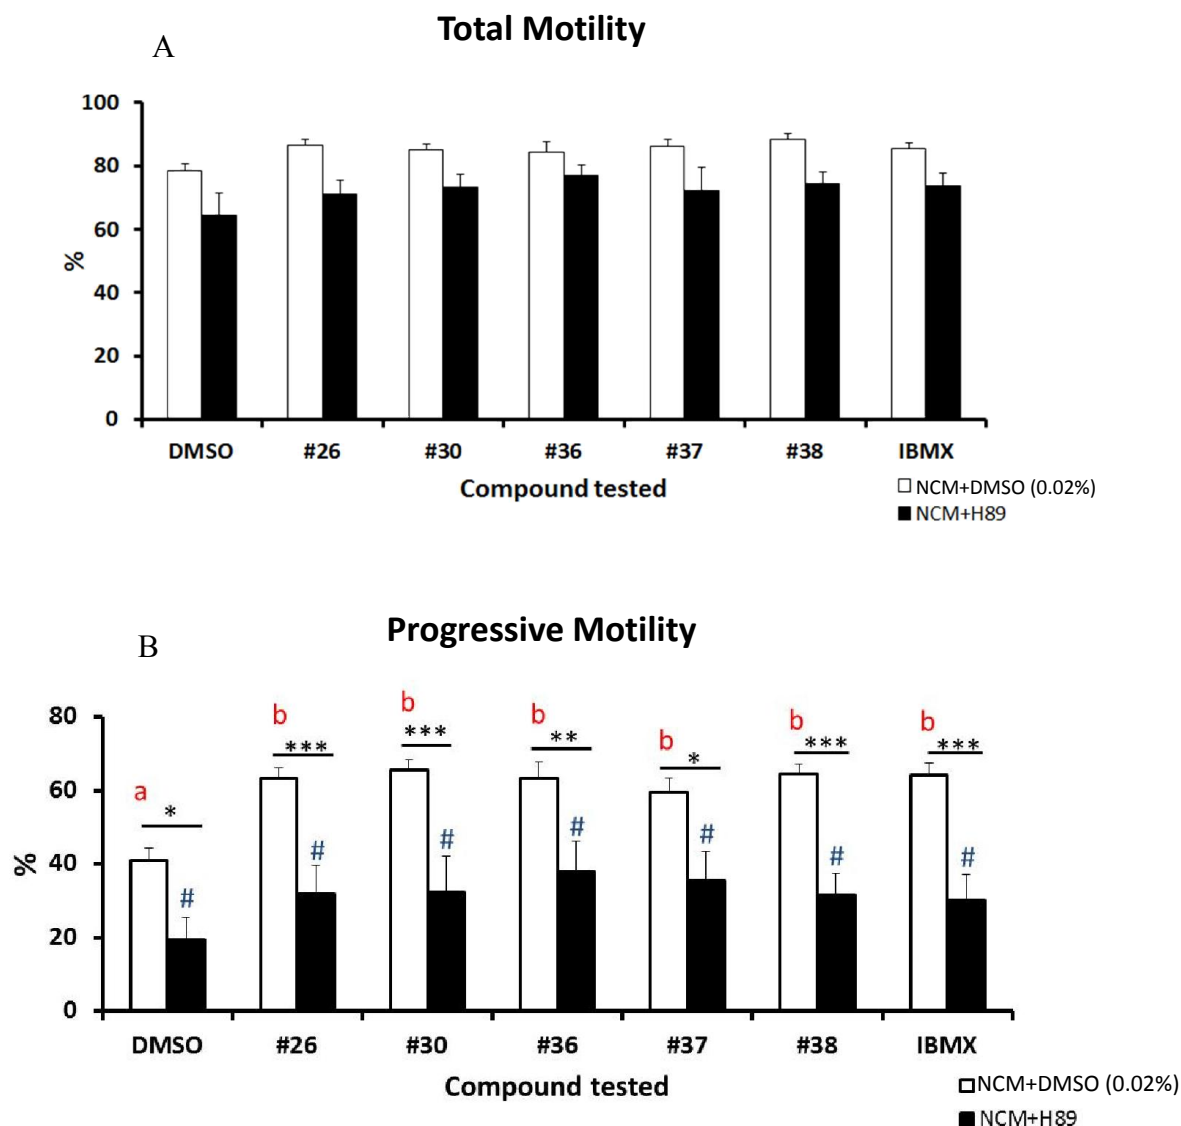 Total Motility
A
100
80
60
40
20
0
%
DMSO #26 #30 #36 #37 #38 IBMX
Compound tested
NCM+DMSO (0.02%)
NCM+H89
Progressive Motility
B
80
60
40
20
0
%
a b b b b b b
* *** *** ** * *** ***
# # # # # # #
DMSO #26 #30 #36 #37 #38 IBMX
Compound tested
NCM+DMSO (0.02%)
NCM+H89